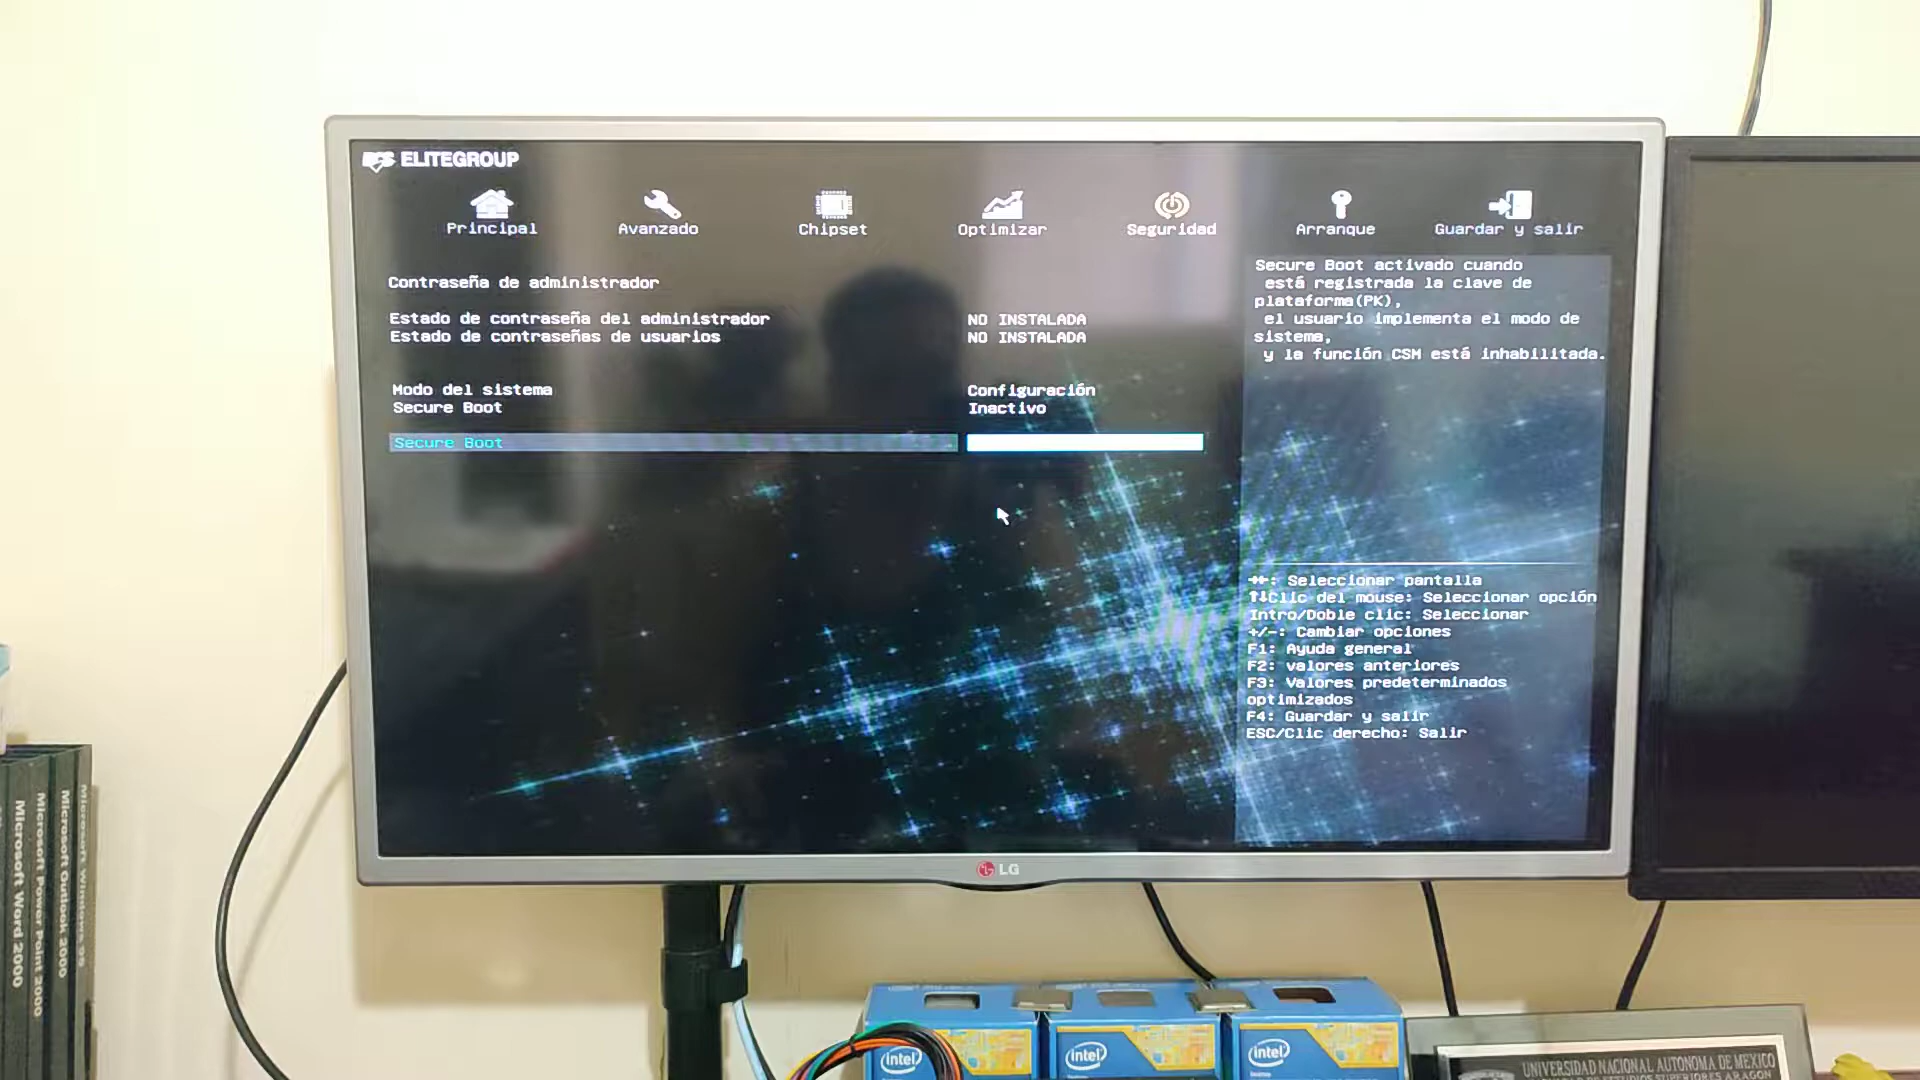 ECS ELITEGROUP
Principal
Avanzado
Chipset
Optimizar
Seguridad
Arranque
Guardar y salir
Contraseña de administrador
Estado de contraseña del administrador NO INSTALADA
Estado de contraseñas de usuarios NO INSTALADA
Modo del sistema Configuración
Secure Boot Inactivo
Secure Boot
Secure Boot activado cuando
está registrada la clave de
plataforma(PK),
el usuario implementa el modo de
sistema,
y la función CSM está inhabilitada.
→←: Seleccionar pantalla
↑↓Clic del mouse: Seleccionar opción
Intro/Doble clic: Seleccionar
+/-: Cambiar opciones
F1: Ayuda general
F2: valores anteriores
F3: Valores predeterminados
optimizados
F4: Guardar y salir
ESC/Clic derecho: Salir
LG
Microsoft Word 2000
Microsoft Power Point 2000
Microsoft Outlook 2000
intel
intel
intel
UNIVERSIDAD NACIONAL AUTONOMA DE MEXICO
ESTUDIOS SUPERIORES ARAGON